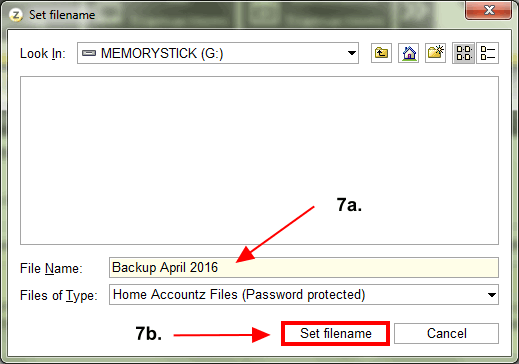 Set filename
Look In: MEMORYSTICK (G:)
7a.
File Name: Backup April 2016
Files of Type: Home Accountz Files (Password protected)
7b. Set filename Cancel